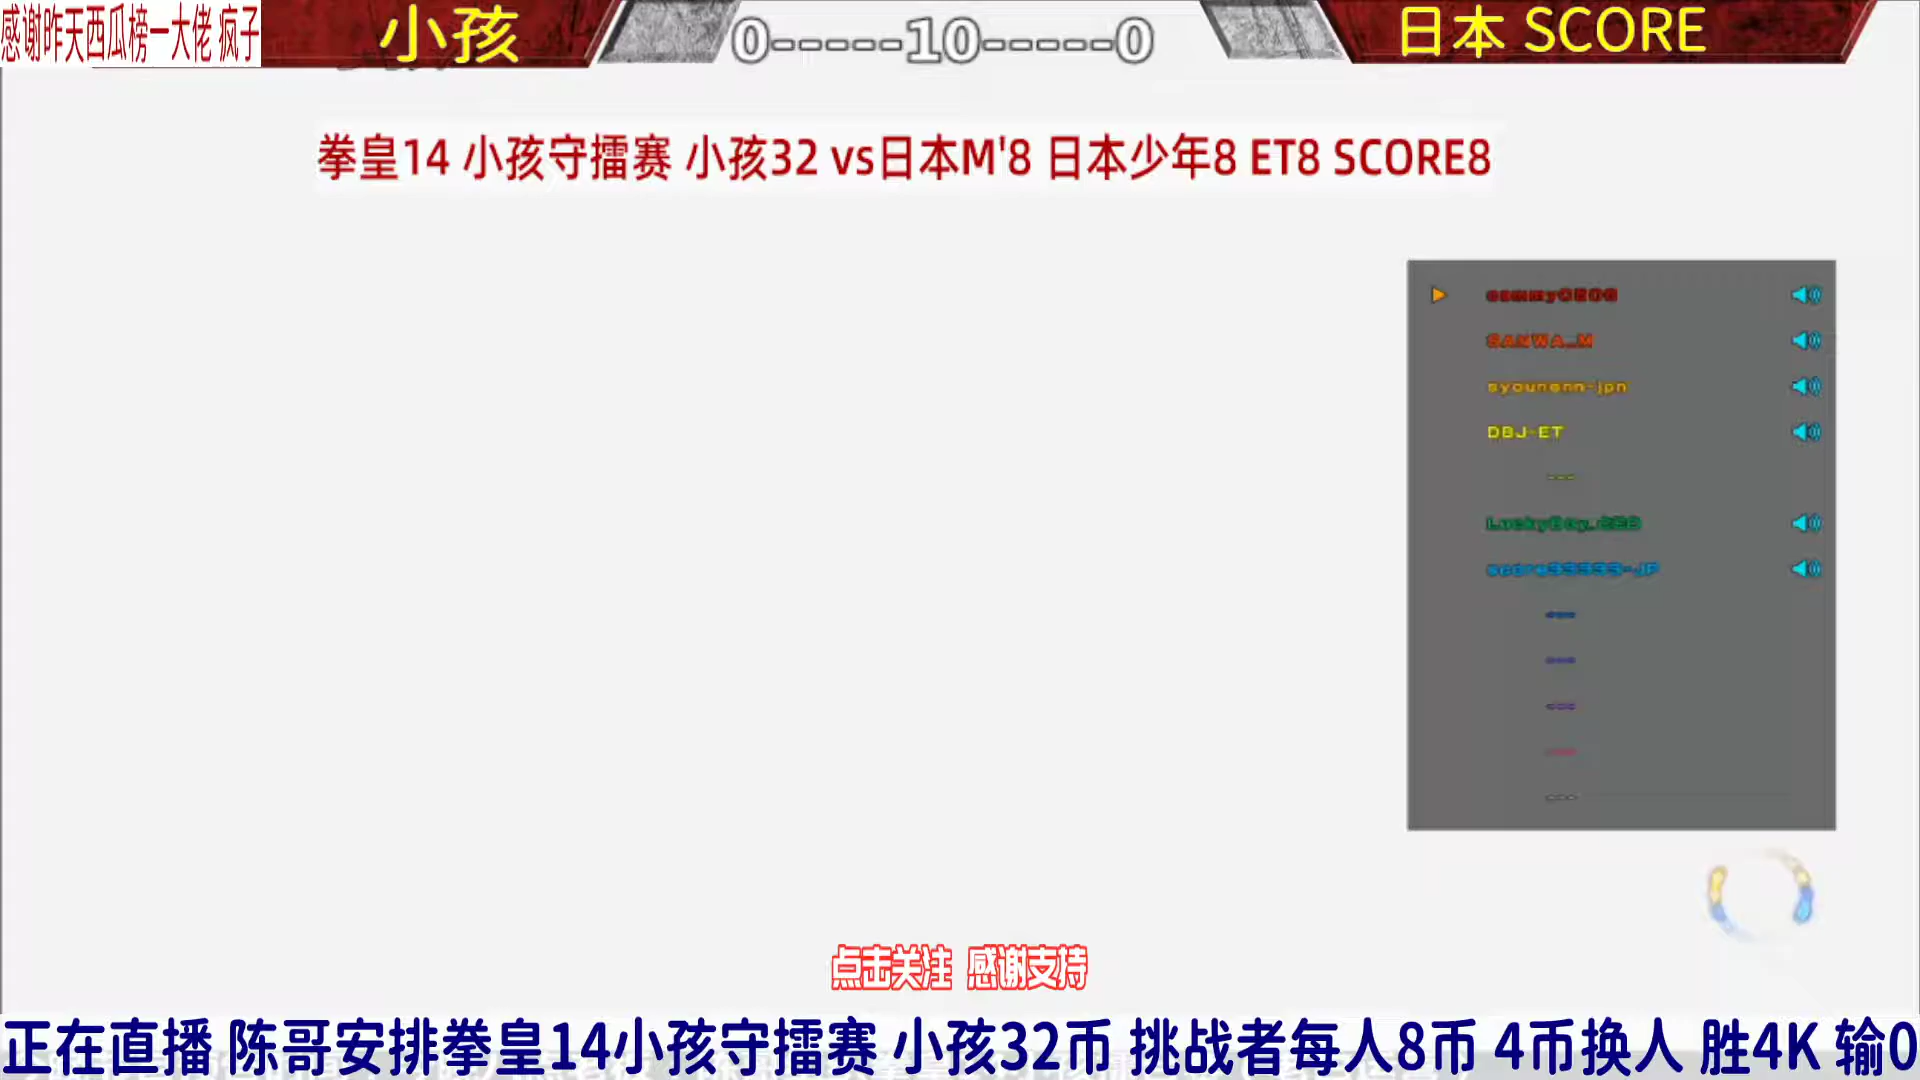 感谢昨天西瓜榜一大佬 疯子
小孩
0-----10-----0
日本 SCORE
拳皇14 小孩守擂赛 小孩32 vs日本M'8 日本少年8 ET8 SCORE8
SANWA_M
syounenn-jpn
DBJ-ET
---
score33333-JP
---
---
---
---
---
点击关注 感谢支持
正在直播 陈哥安排拳皇14小孩守擂赛 小孩32币 挑战者每人8币 4币换人 胜4K 输0